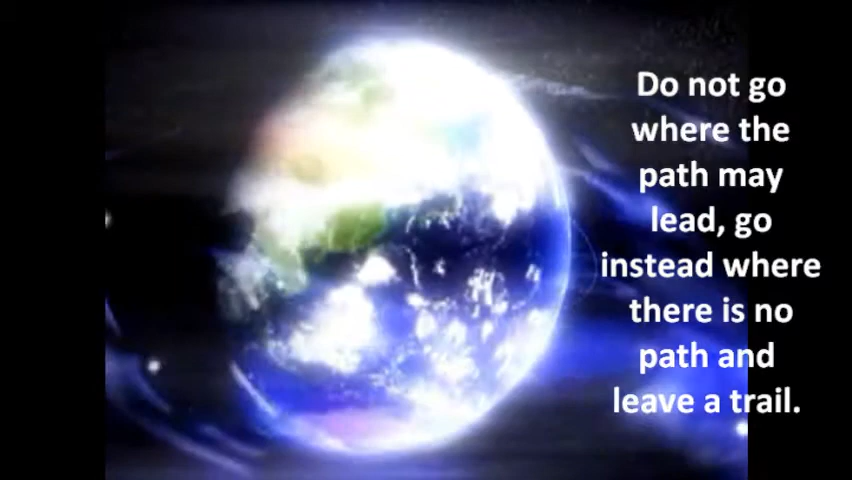 Do not go
where the
path may
lead, go
instead where
there is no
path and
leave a trail.